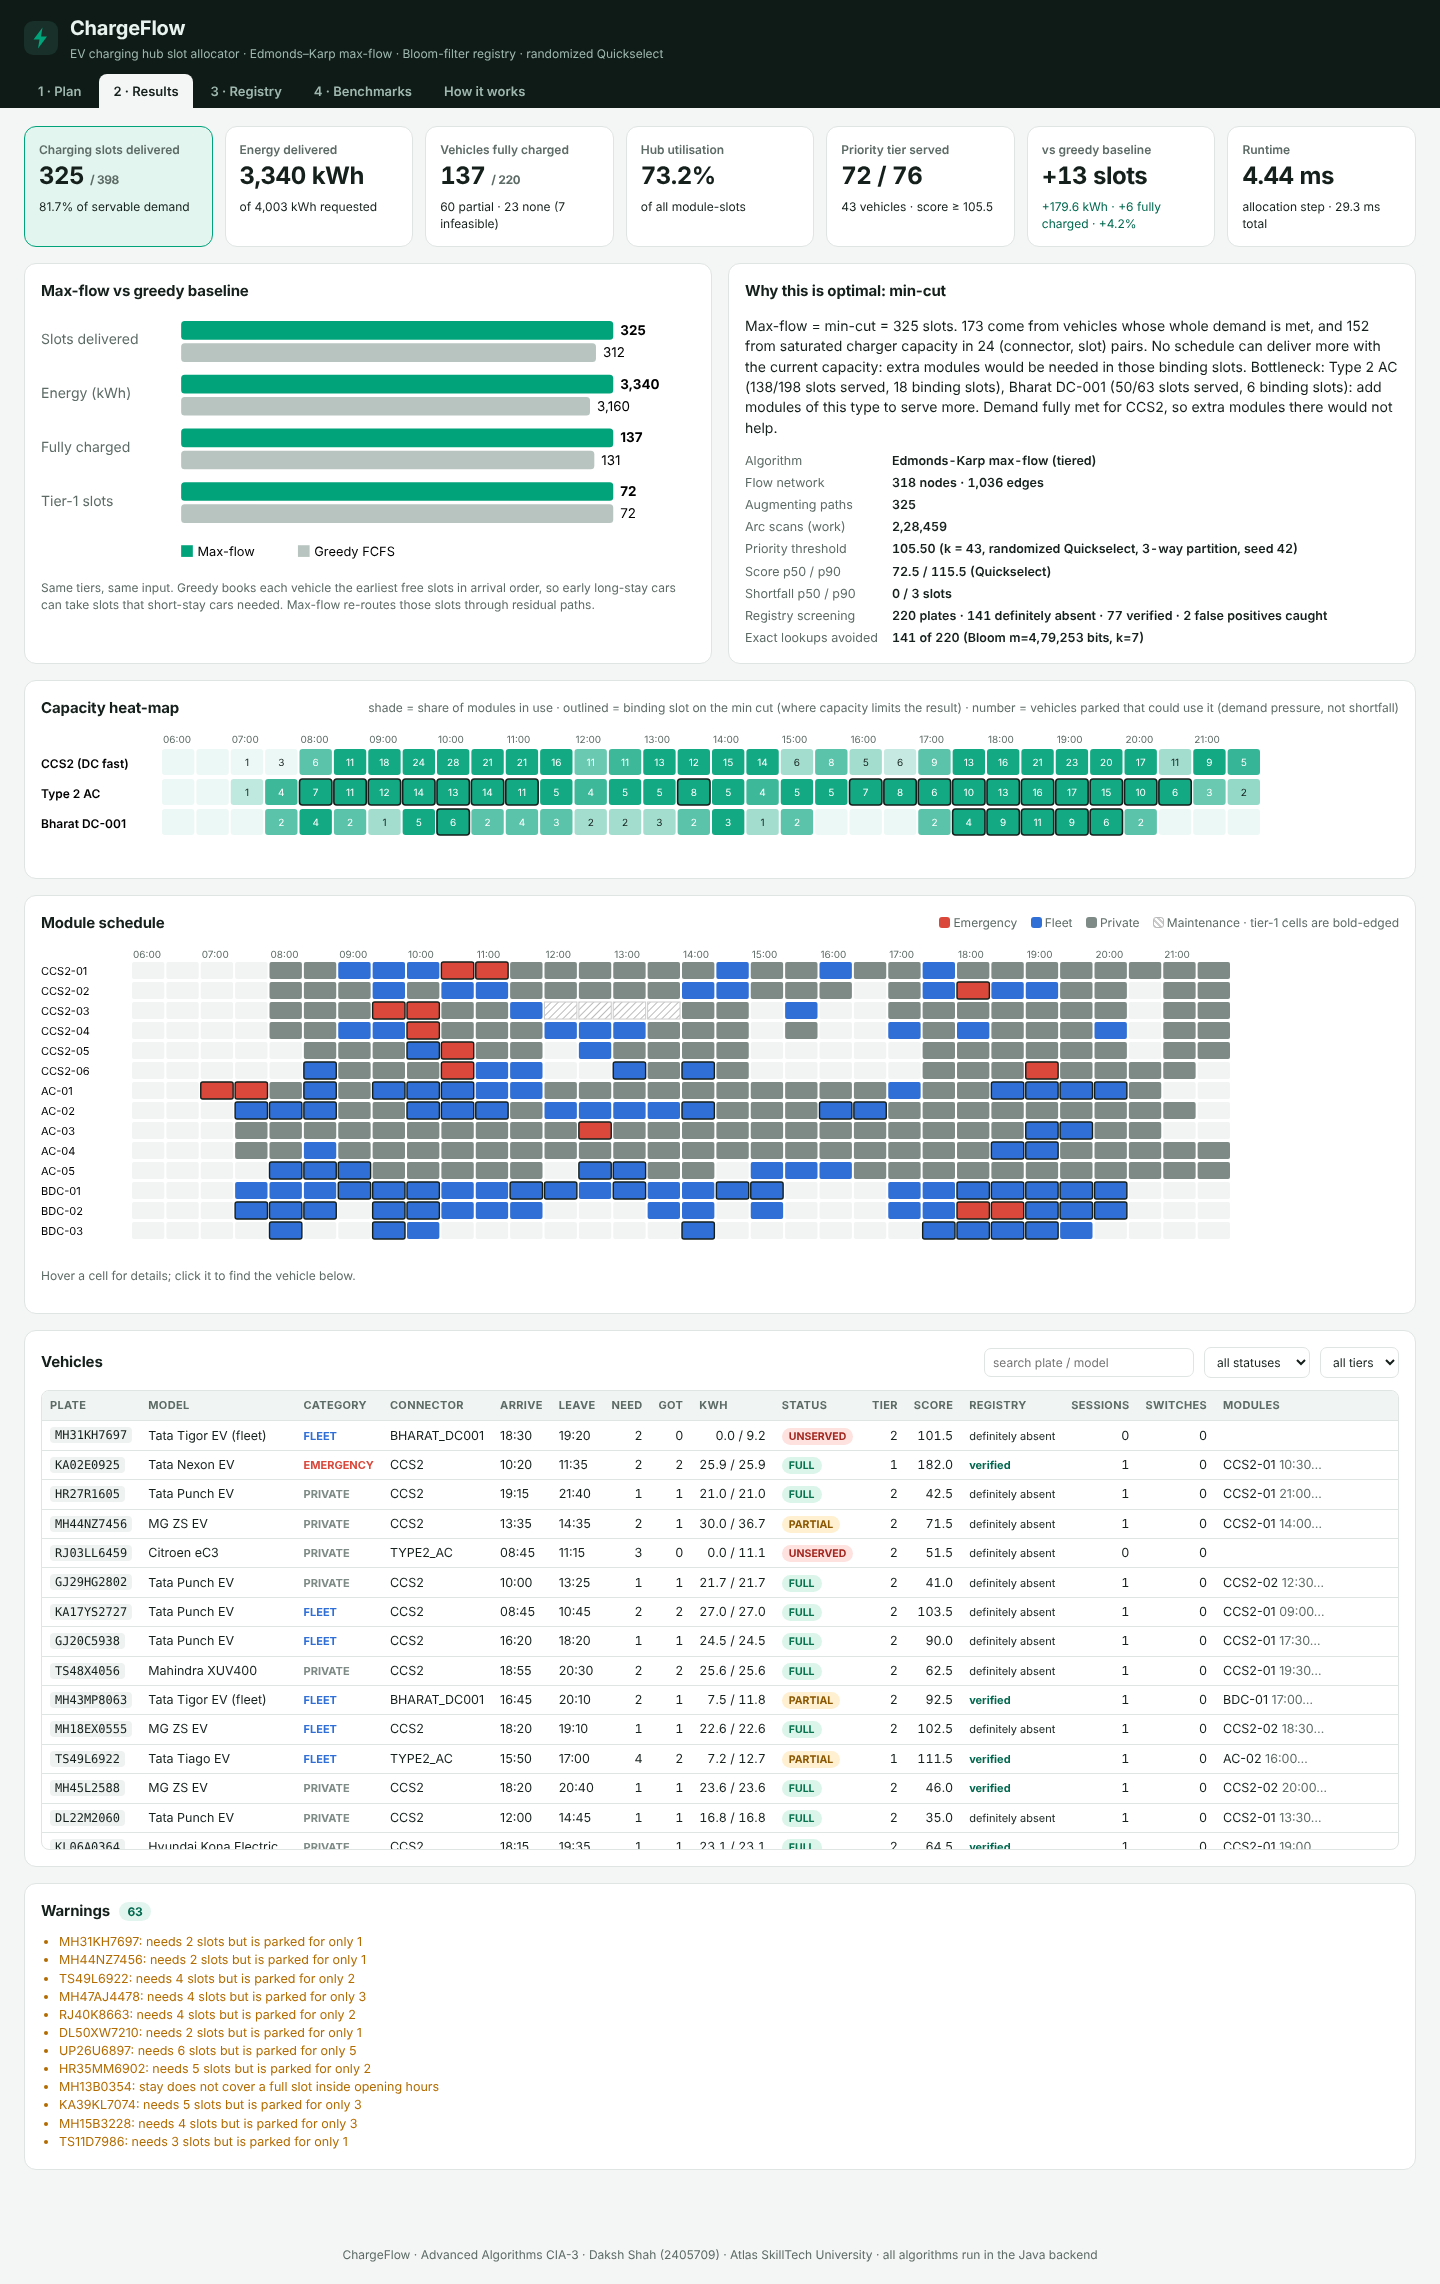 ChargeFlow
EV charging hub slot allocator · Edmonds–Karp max-flow · Bloom-filter registry · randomized Quickselect
1 · Plan 2 · Results 3 · Registry 4 · Benchmarks How it works
Charging slots delivered
325 / 398
81.7% of servable demand
Energy delivered
3,340 kWh
of 4,003 kWh requested
Vehicles fully charged
137 / 220
60 partial · 23 none (7
infeasible)
Hub utilisation
73.2%
of all module-slots
Priority tier served
72 / 76
43 vehicles · score ≥ 105.5
vs greedy baseline
+13 slots
+179.6 kWh · +6 fully
charged · +4.2%
Runtime
4.44 ms
allocation step · 29.3 ms
total
Max-flow vs greedy baseline
Slots delivered 325
312
Energy (kWh) 3,340
3,160
Fully charged 137
131
Tier-1 slots 72
72
Max-flow Greedy FCFS
Same tiers, same input. Greedy books each vehicle the earliest free slots in arrival order, so early long-stay cars
can take slots that short-stay cars needed. Max-flow re-routes those slots through residual paths.
Why this is optimal: min-cut
Max-flow = min-cut = 325 slots. 173 come from vehicles whose whole demand is met, and 152
from saturated charger capacity in 24 (connector, slot) pairs. No schedule can deliver more with
the current capacity: extra modules would be needed in those binding slots. Bottleneck: Type 2 AC
(138/198 slots served, 18 binding slots), Bharat DC-001 (50/63 slots served, 6 binding slots): add
modules of this type to serve more. Demand fully met for CCS2, so extra modules there would not
help.
Algorithm Edmonds-Karp max-flow (tiered)
Flow network 318 nodes · 1,036 edges
Augmenting paths 325
Arc scans (work) 2,28,459
Priority threshold 105.50 (k = 43, randomized Quickselect, 3-way partition, seed 42)
Score p50 / p90 72.5 / 115.5 (Quickselect)
Shortfall p50 / p90 0 / 3 slots
Registry screening 220 plates · 141 definitely absent · 77 verified · 2 false positives caught
Exact lookups avoided 141 of 220 (Bloom m=4,79,253 bits, k=7)
Capacity heat-map shade = share of modules in use · outlined = binding slot on the min cut (where capacity limits the result) · number = vehicles parked that could use it (demand pressure, not shortfall)
06:00 07:00 08:00 09:00 10:00 11:00 12:00 13:00 14:00 15:00 16:00 17:00 18:00 19:00 20:00 21:00
CCS2 (DC fast) 1 3 6 11 18 24 28 21 21 16 11 11 13 12 15 14 6 8 5 6 9 13 16 21 23 20 17 11 9 5
Type 2 AC 1 4 7 11 12 14 13 14 11 5 4 5 5 8 5 4 5 5 7 8 6 10 13 16 17 15 10 6 3 2
Bharat DC-001 2 4 2 1 5 6 2 4 3 2 2 3 2 3 1 2 2 4 9 11 9 6 2
Module schedule Emergency Fleet Private Maintenance · tier-1 cells are bold-edged
06:00 07:00 08:00 09:00 10:00 11:00 12:00 13:00 14:00 15:00 16:00 17:00 18:00 19:00 20:00 21:00
CCS2-01
CCS2-02
CCS2-03
CCS2-04
CCS2-05
CCS2-06
AC-01
AC-02
AC-03
AC-04
AC-05
BDC-01
BDC-02
BDC-03
Hover a cell for details; click it to find the vehicle below.
Vehicles search plate / model all statuses all tiers
PLATE MODEL CATEGORY CONNECTOR ARRIVE LEAVE NEED GOT KWH STATUS TIER SCORE REGISTRY SESSIONS SWITCHES MODULES
MH31KH7697 Tata Tigor EV (fleet) FLEET BHARAT_DC001 18:30 19:20 2 0 0.0 / 9.2 UNSERVED 2 101.5 definitely absent 0 0
KA02E0925 Tata Nexon EV EMERGENCY CCS2 10:20 11:35 2 2 25.9 / 25.9 FULL 1 182.0 verified 1 0 CCS2-01 10:30...
HR27R1605 Tata Punch EV PRIVATE CCS2 19:15 21:40 1 1 21.0 / 21.0 FULL 2 42.5 definitely absent 1 0 CCS2-01 21:00...
MH44NZ7456 MG ZS EV PRIVATE CCS2 13:35 14:35 2 1 30.0 / 36.7 PARTIAL 2 71.5 definitely absent 1 0 CCS2-01 14:00...
RJ03LL6459 Citroen eC3 PRIVATE TYPE2_AC 08:45 11:15 3 0 0.0 / 11.1 UNSERVED 2 51.5 definitely absent 0 0
GJ29HG2802 Tata Punch EV PRIVATE CCS2 10:00 13:25 1 1 21.7 / 21.7 FULL 2 41.0 definitely absent 1 0 CCS2-02 12:30...
KA17YS2727 Tata Punch EV FLEET CCS2 08:45 10:45 2 2 27.0 / 27.0 FULL 2 103.5 definitely absent 1 0 CCS2-01 09:00...
GJ20C5938 Tata Punch EV FLEET CCS2 16:20 18:20 1 1 24.5 / 24.5 FULL 2 90.0 definitely absent 1 0 CCS2-01 17:30...
TS48X4056 Mahindra XUV400 PRIVATE CCS2 18:55 20:30 2 2 25.6 / 25.6 FULL 2 62.5 definitely absent 1 0 CCS2-01 19:30...
MH43MP8063 Tata Tigor EV (fleet) FLEET BHARAT_DC001 16:45 20:10 2 1 7.5 / 11.8 PARTIAL 2 92.5 verified 1 0 BDC-01 17:00...
MH18EX0555 MG ZS EV FLEET CCS2 18:20 19:10 1 1 22.6 / 22.6 FULL 2 102.5 definitely absent 1 0 CCS2-02 18:30...
TS49L6922 Tata Tiago EV FLEET TYPE2_AC 15:50 17:00 4 2 7.2 / 12.7 PARTIAL 1 111.5 verified 1 0 AC-02 16:00...
MH45L2588 MG ZS EV PRIVATE CCS2 18:20 20:40 1 1 23.6 / 23.6 FULL 2 46.0 verified 1 0 CCS2-02 20:00...
DL22M2060 Tata Punch EV PRIVATE CCS2 12:00 14:45 1 1 16.8 / 16.8 FULL 2 35.0 definitely absent 1 0 CCS2-01 13:30...
KL06A0364 Hyundai Kona Electric PRIVATE CCS2 18:15 19:35 1 1 23.1 / 23.1 FULL 2 64.5 verified 1 0 CCS2-01 19:00...
Warnings 63
• MH31KH7697: needs 2 slots but is parked for only 1
• MH44NZ7456: needs 2 slots but is parked for only 1
• TS49L6922: needs 4 slots but is parked for only 2
• MH47AJ4478: needs 4 slots but is parked for only 3
• RJ40K8663: needs 4 slots but is parked for only 2
• DL50XW7210: needs 2 slots but is parked for only 1
• UP26U6897: needs 6 slots but is parked for only 5
• HR35MM6902: needs 5 slots but is parked for only 2
• MH13B0354: stay does not cover a full slot inside opening hours
• KA39KL7074: needs 5 slots but is parked for only 3
• MH15B3228: needs 4 slots but is parked for only 3
• TS11D7986: needs 3 slots but is parked for only 1
ChargeFlow · Advanced Algorithms CIA-3 · Daksh Shah (2405709) · Atlas SkillTech University · all algorithms run in the Java backend